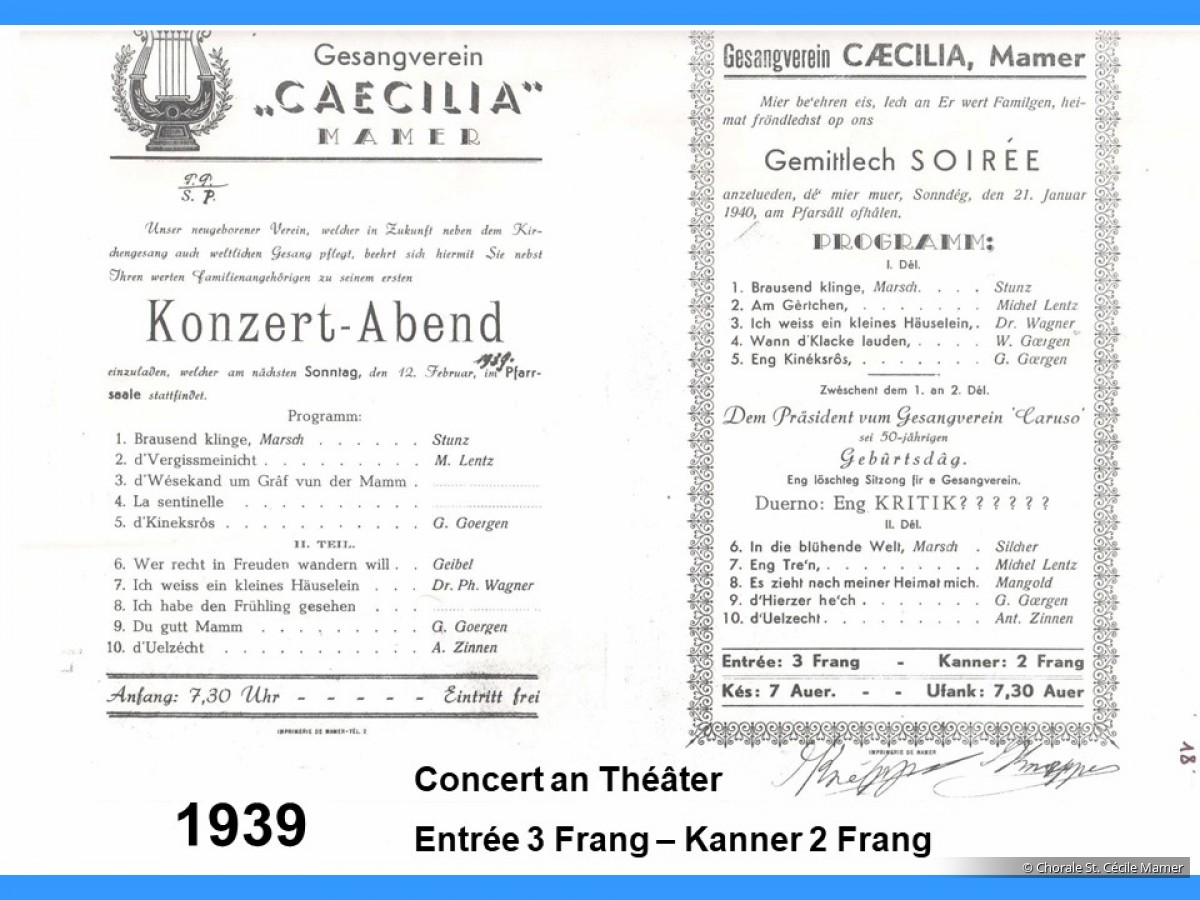 Gesangverein
„CAECILIA“
MAMER
P.P.
S. P.
Unser neugeborener Verein, welcher in Zukunft neben dem Kir-
chengesang auch weltlichen Gesang pflegt, beehrt sich hiermit Sie nebst
Ihren werten Familienangehörigen zu seinem ersten
Konzert-Abend
1939.
einzuladen, welcher am nächsten Sonntag, den 12. Februar, im Pfarr-
saale stattfindet.
Programm:
1. Brausend klinge, Marsch . . . . . . Stunz
2. d'Vergissmeinicht . . . . . . . . . M. Lentz
3. d'Wésekand um Gràf vun der Mamm .
4. La sentinelle . . . . . . . . . .
5. d'Kineksrôs . . . . . . . . . . . G. Goergen
II. TEIL.
6. Wer recht in Freuden wandern will . . Geibel
7. Ich weiss ein kleines Häuselein . . . Dr. Ph. Wagner
8. Ich habe den Frühling gesehen . . .
9. Du gutt Mamm . . . . . . . . . G. Goergen
10. d'Uelzécht . . . . . . . . . . . A. Zinnen
Anfang: 7,30 Uhr - - - - - Eintritt frei
IMPRIMERIE DE MAMER-TÉL. 2
Gesangverein CÆCILIA, Mamer
Mier be'ehren eis, Iech an Er wert Familgen, hei-
mat fröndlechst op ons
Gemittlech SOIRÉE
anzelueden, dé' mier muer, Sonndég, den 21. Januar
1940, am Pfarsâll ofhâlen.
PROGRAMM:
I. Dél.
1. Brausend klinge, Marsch. . . . Stunz
2. Am Gèrtchen, . . . . . . . Michel Lentz
3. Ich weiss ein kleines Häuselein,. Dr. Wagner
4. Wann d'Klacke lauden, . . . . W. Gœrgen
5. Eng Kinéksrôs, . . . . . . . G. Gœrgen
Zwéschent dem 1. an 2. Dél.
Dem Präsident vum Gesangverein 'Caruso'
sei 50-jährigen
Gebûrtsdâg.
Eng löschteg Sitzong fir e Gesangverein.
Duerno: Eng KRITIK? ? ? ? ? ?
II. Dél.
6. In die blühende Welt, Marsch . Silcher
7. Eng Tre'n, . . . . . . . . Michel Lentz
8. Es zieht nach meiner Heimat mich. Mangold
9. d'Hierzer he'ch . . . . . . . G. Gœrgen
10. d'Uelzecht . . . . . . . . Ant. Zinnen
Entrée: 3 Frang - Kanner: 2 Frang
Kés: 7 Auer. - - Ufank: 7,30 Auer
IMPRIMERIE DE MAMER
18
1939
Concert an Théâter
Entrée 3 Frang – Kanner 2 Frang
© Chorale St. Cécile Mamer